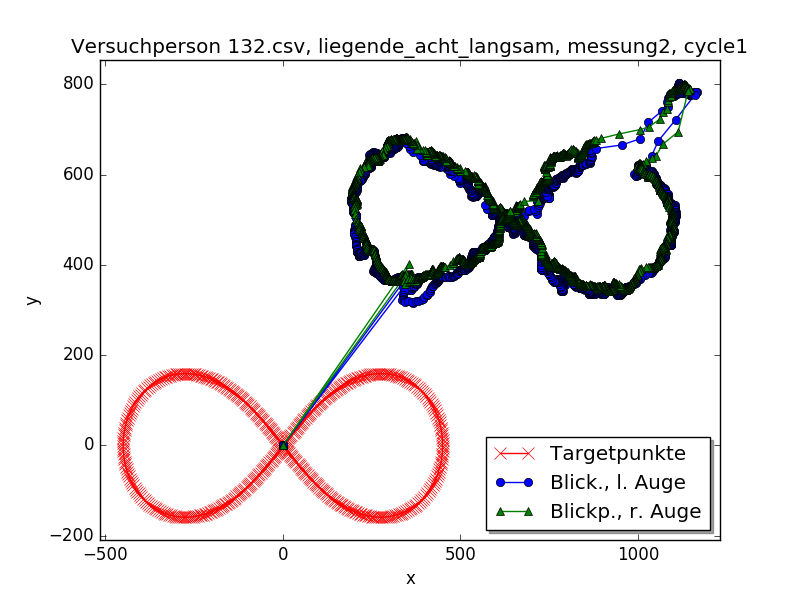 Versuchperson 132.csv, liegende_acht_langsam, messung2, cycle1
800
600
400
200
0
−200
y
−500
0
500
1000
x
Targetpunkte
Blick., l. Auge
Blickp., r. Auge